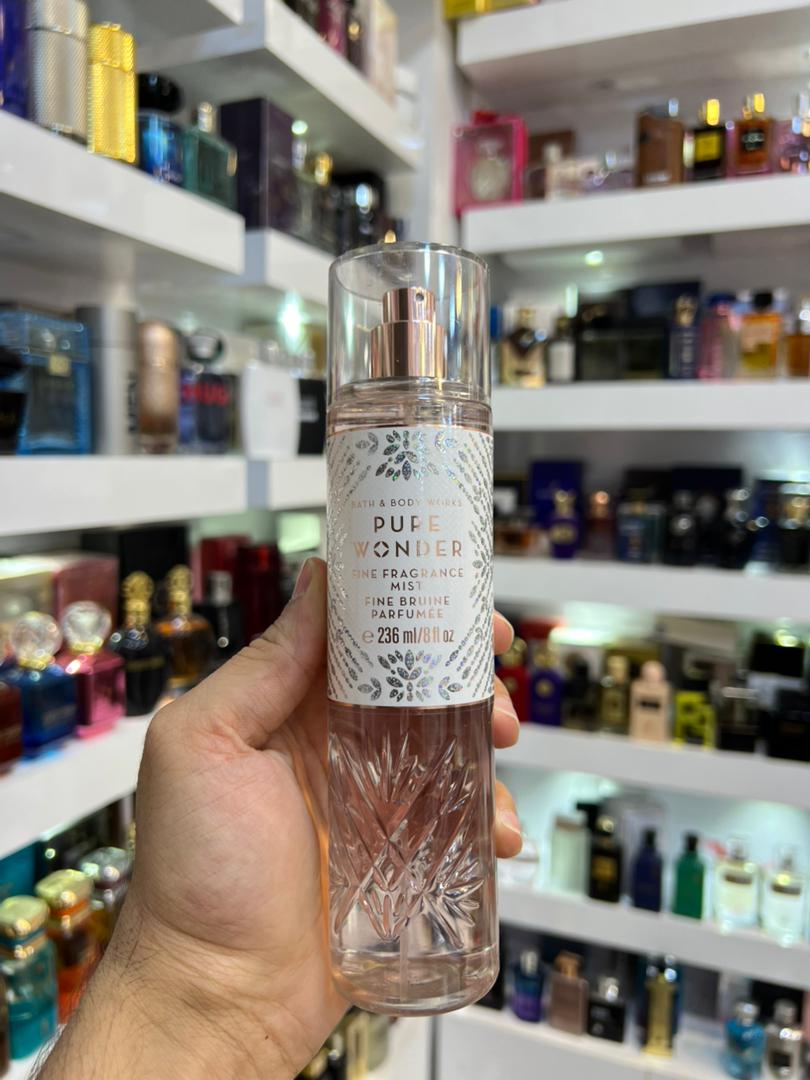 BATH & BODY WORKS
PURE
WONDER
FINE FRAGRANCE
MIST
FINE BRUINE
PARFUMÉE
℮ 236 ml/8 fl oz